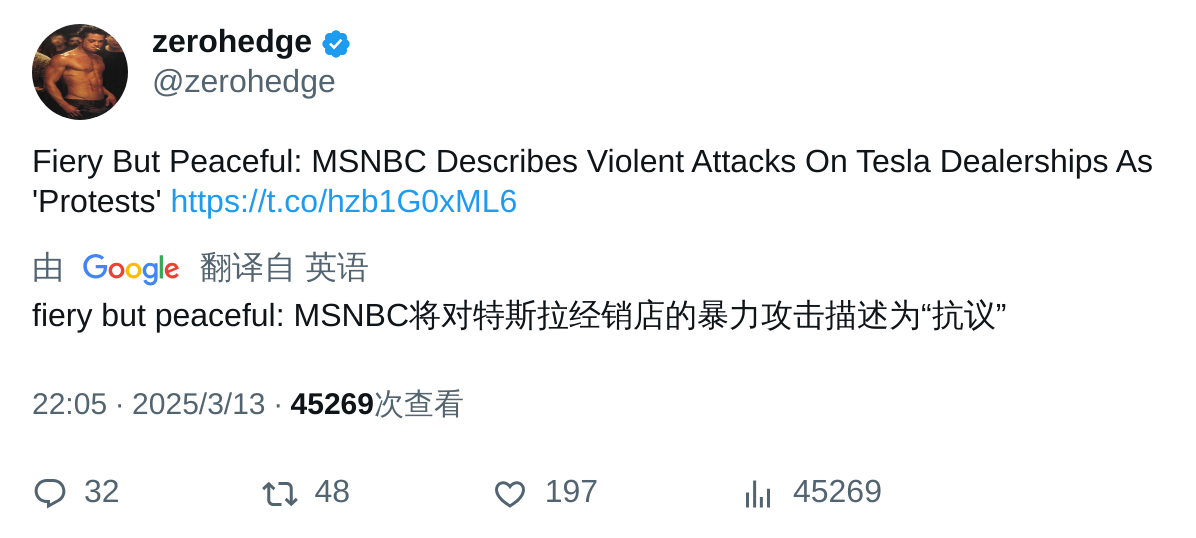 zerohedge
@zerohedge
Fiery But Peaceful: MSNBC Describes Violent Attacks On Tesla Dealerships As
'Protests' https://t.co/hzb1G0xML6
由 Google 翻译自 英语
fiery but peaceful: MSNBC将对特斯拉经销店的暴力攻击描述为“抗议”
22:05 · 2025/3/13 · 45269次查看
32 48 197 45269